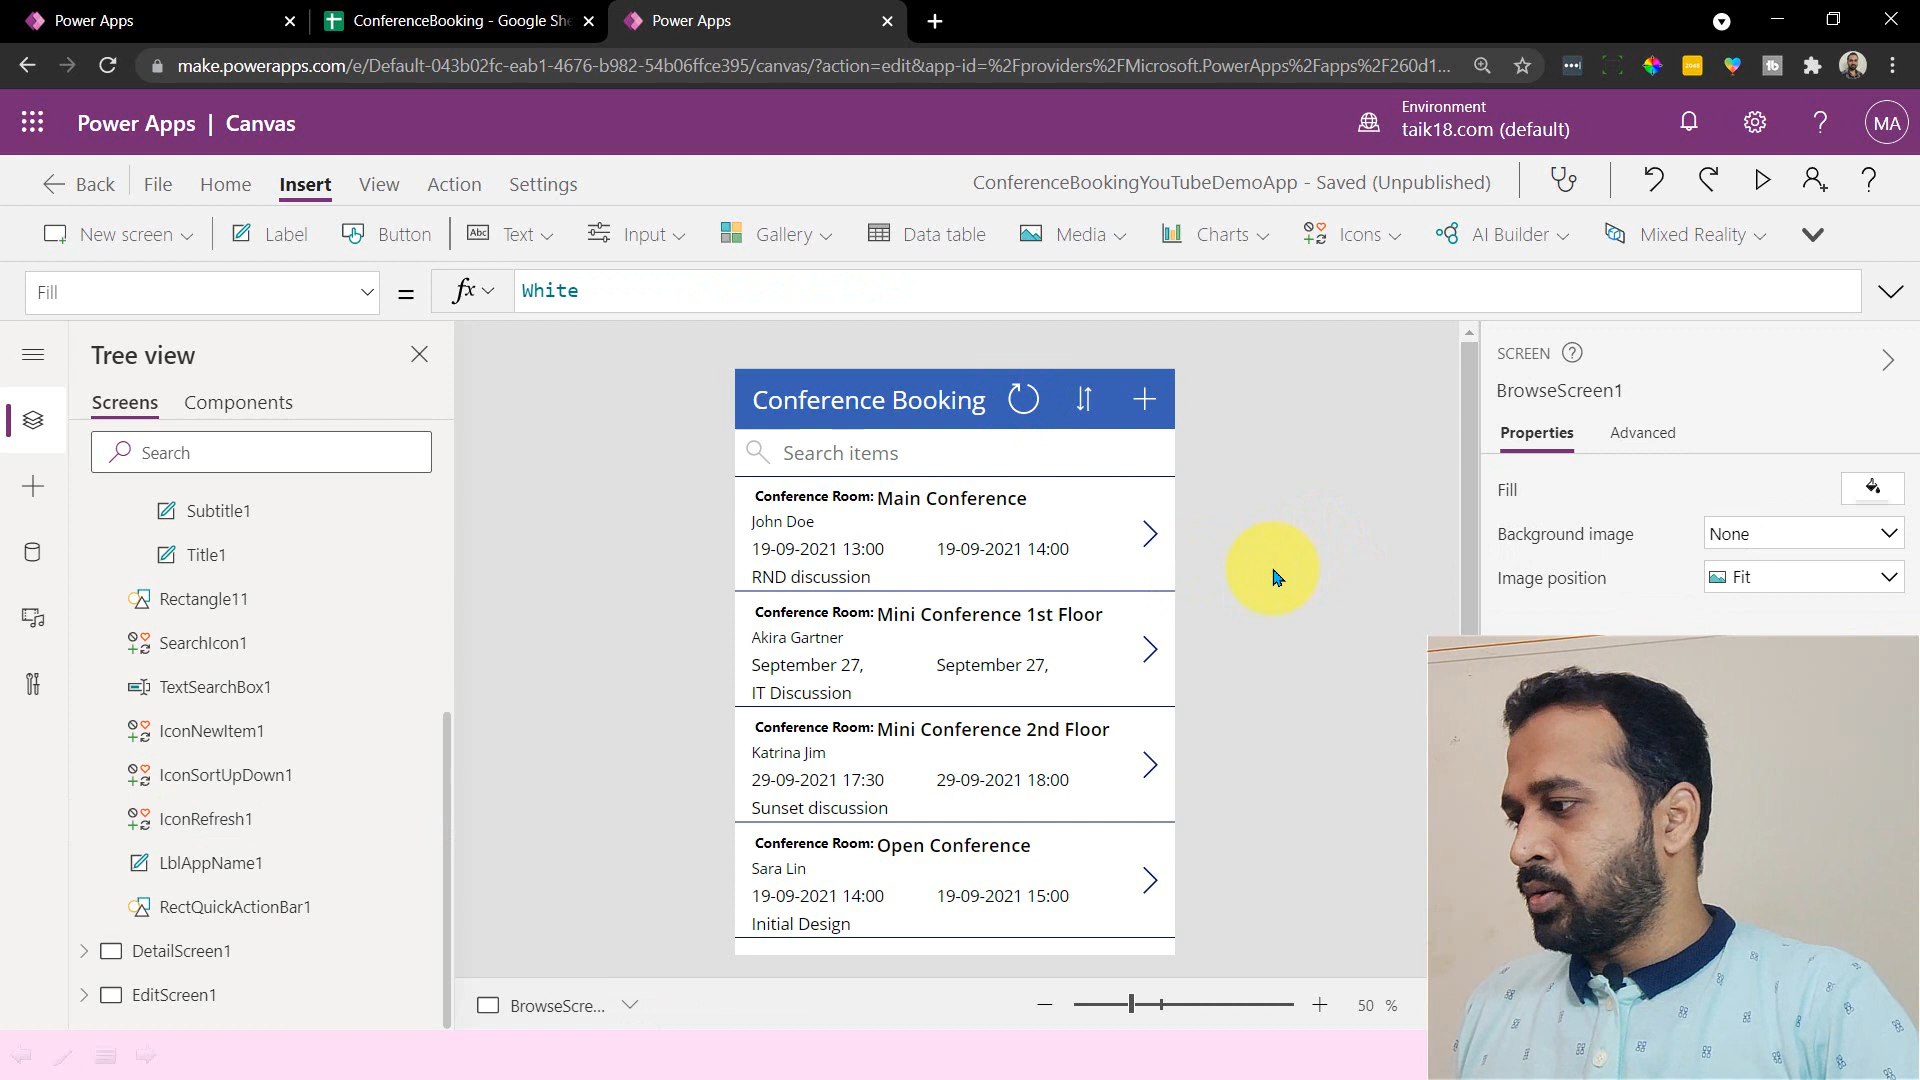 Power Apps
ConferenceBooking - Google She
Power Apps
make.powerapps.com/e/Default-043b02fc-eab1-4676-b982-54b06ffce395/canvas/?action=edit&app-id=%2Fproviders%2FMicrosoft.PowerApps%2Fapps%2F260d1...
Power Apps | Canvas
Environment
taik18.com (default)
MA
Back
File
Home
Insert
View
Action
Settings
ConferenceBookingYouTubeDemoApp - Saved (Unpublished)
New screen
Label
Button
Abc
Text
Input
Gallery
Data table
Media
Charts
Icons
AI Builder
Mixed Reality
Fill
=
fx
White
Tree view
Screens
Components
Search
Subtitle1
Title1
Rectangle11
SearchIcon1
TextSearchBox1
IconNewItem1
IconSortUpDown1
IconRefresh1
LblAppName1
RectQuickActionBar1
DetailScreen1
EditScreen1
Conference Booking
Search items
Conference Room: Main Conference
John Doe
19-09-2021 13:00 19-09-2021 14:00
RND discussion
Conference Room: Mini Conference 1st Floor
Akira Gartner
September 27, September 27,
IT Discussion
Conference Room: Mini Conference 2nd Floor
Katrina Jim
29-09-2021 17:30 29-09-2021 18:00
Sunset discussion
Conference Room: Open Conference
Sara Lin
19-09-2021 14:00 19-09-2021 15:00
Initial Design
BrowseScre...
50 %
SCREEN
BrowseScreen1
Properties
Advanced
Fill
Background image
None
Image position
Fit